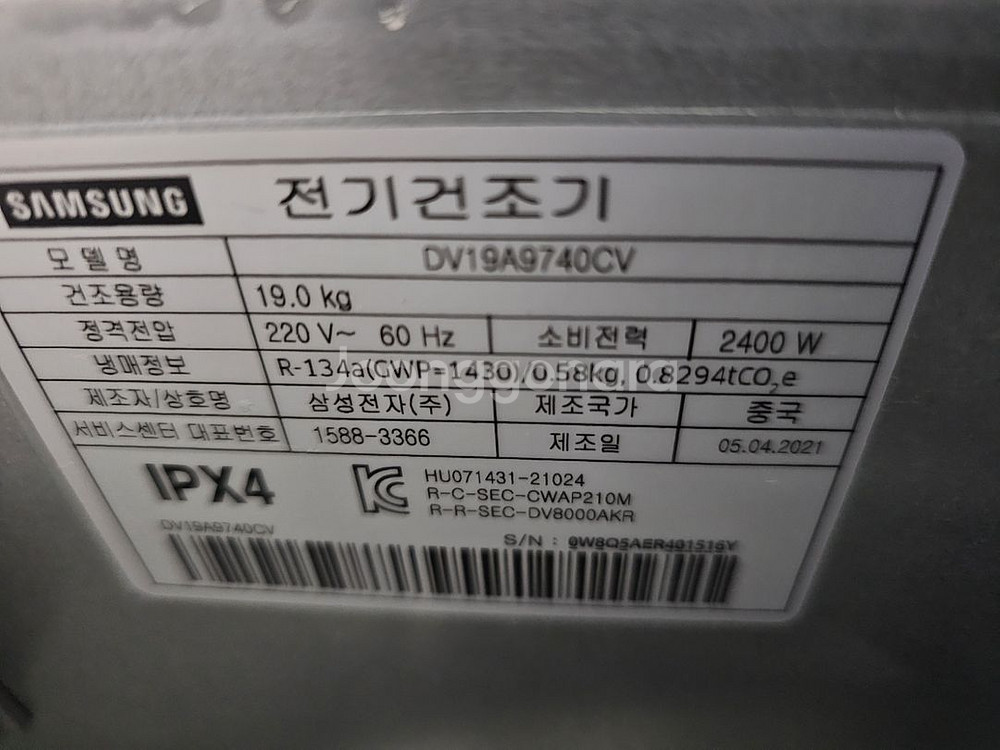 SAMSUNG 전기건조기
모델명 DV19A9740CV
건조용량 19.0 kg
정격전압 220 V~ 60 Hz 소비전력 2400 W
냉매정보 R-134a(GWP=1430)/0.58kg, 0.8294tCO₂e
제조자/상호명 삼성전자(주) 제조국가 중국
서비스센터 대표번호 1588-3366 제조일 05.04.2021
IPX4
HU071431-21024
R-C-SEC-CWAP210M
R-R-SEC-DV8000AKR
DV19A9740CV
S/N : 0W8Q5AER401516Y
Joonggonara